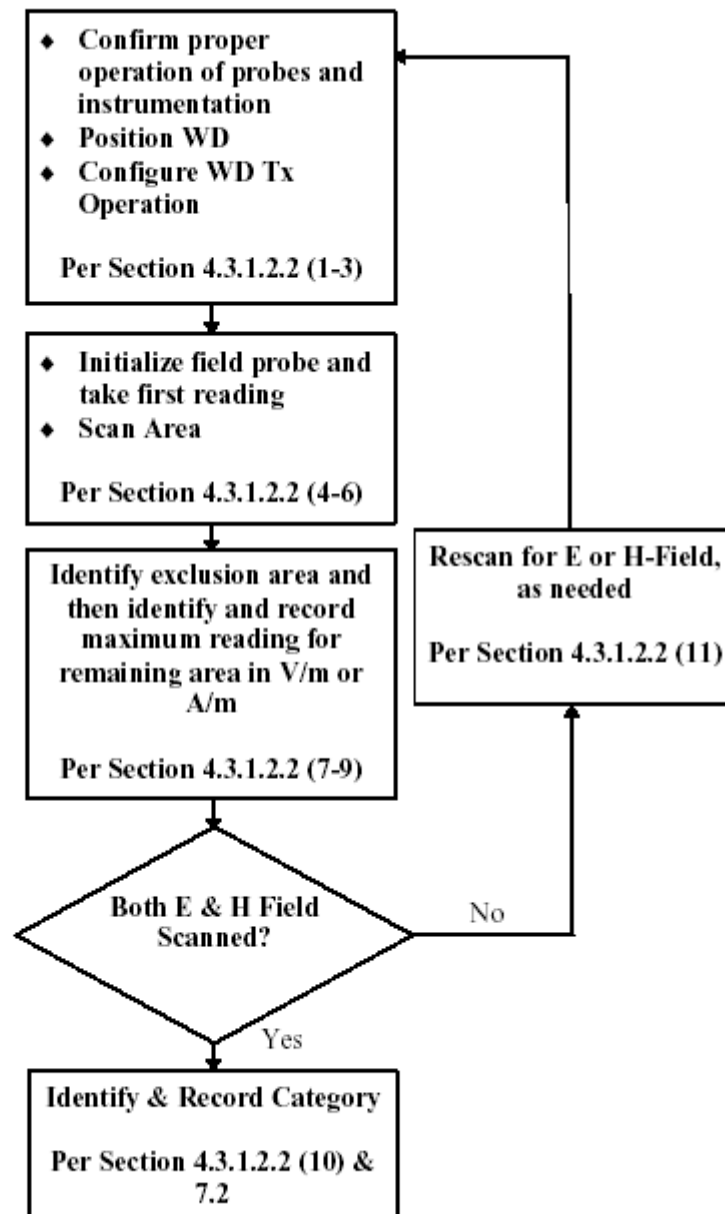 ◆ Confirm proper
operation of probes and
instrumentation
◆ Position WD
◆ Configure WD Tx
Operation
Per Section 4.3.1.2.2 (1-3)
◆ Initialize field probe and
take first reading
◆ Scan Area
Per Section 4.3.1.2.2 (4-6)
Identify exclusion area and
then identify and record
maximum reading for
remaining area in V/m or
A/m
Per Section 4.3.1.2.2 (7-9)
Rescan for E or H-Field,
as needed
Per Section 4.3.1.2.2 (11)
Both E & H Field
Scanned?
No
Yes
Identify & Record Category
Per Section 4.3.1.2.2 (10) &
7.2